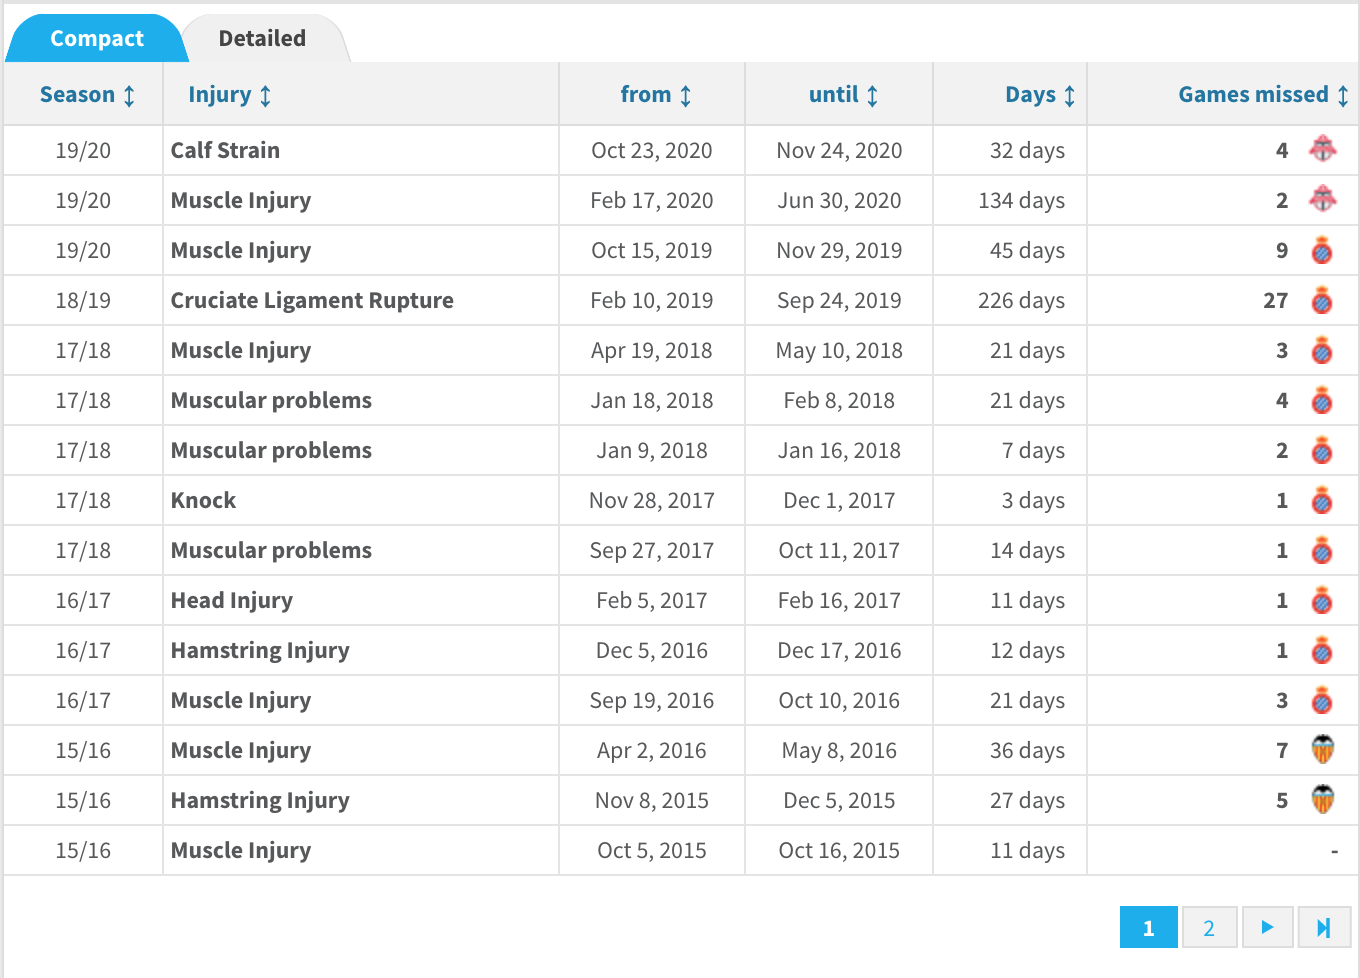 Compact Detailed
Season Injury from until Days Games missed
19/20 Calf Strain Oct 23, 2020 Nov 24, 2020 32 days 4
19/20 Muscle Injury Feb 17, 2020 Jun 30, 2020 134 days 2
19/20 Muscle Injury Oct 15, 2019 Nov 29, 2019 45 days 9
18/19 Cruciate Ligament Rupture Feb 10, 2019 Sep 24, 2019 226 days 27
17/18 Muscle Injury Apr 19, 2018 May 10, 2018 21 days 3
17/18 Muscular problems Jan 18, 2018 Feb 8, 2018 21 days 4
17/18 Muscular problems Jan 9, 2018 Jan 16, 2018 7 days 2
17/18 Knock Nov 28, 2017 Dec 1, 2017 3 days 1
17/18 Muscular problems Sep 27, 2017 Oct 11, 2017 14 days 1
16/17 Head Injury Feb 5, 2017 Feb 16, 2017 11 days 1
16/17 Hamstring Injury Dec 5, 2016 Dec 17, 2016 12 days 1
16/17 Muscle Injury Sep 19, 2016 Oct 10, 2016 21 days 3
15/16 Muscle Injury Apr 2, 2016 May 8, 2016 36 days 7
15/16 Hamstring Injury Nov 8, 2015 Dec 5, 2015 27 days 5
15/16 Muscle Injury Oct 5, 2015 Oct 16, 2015 11 days -
1 2